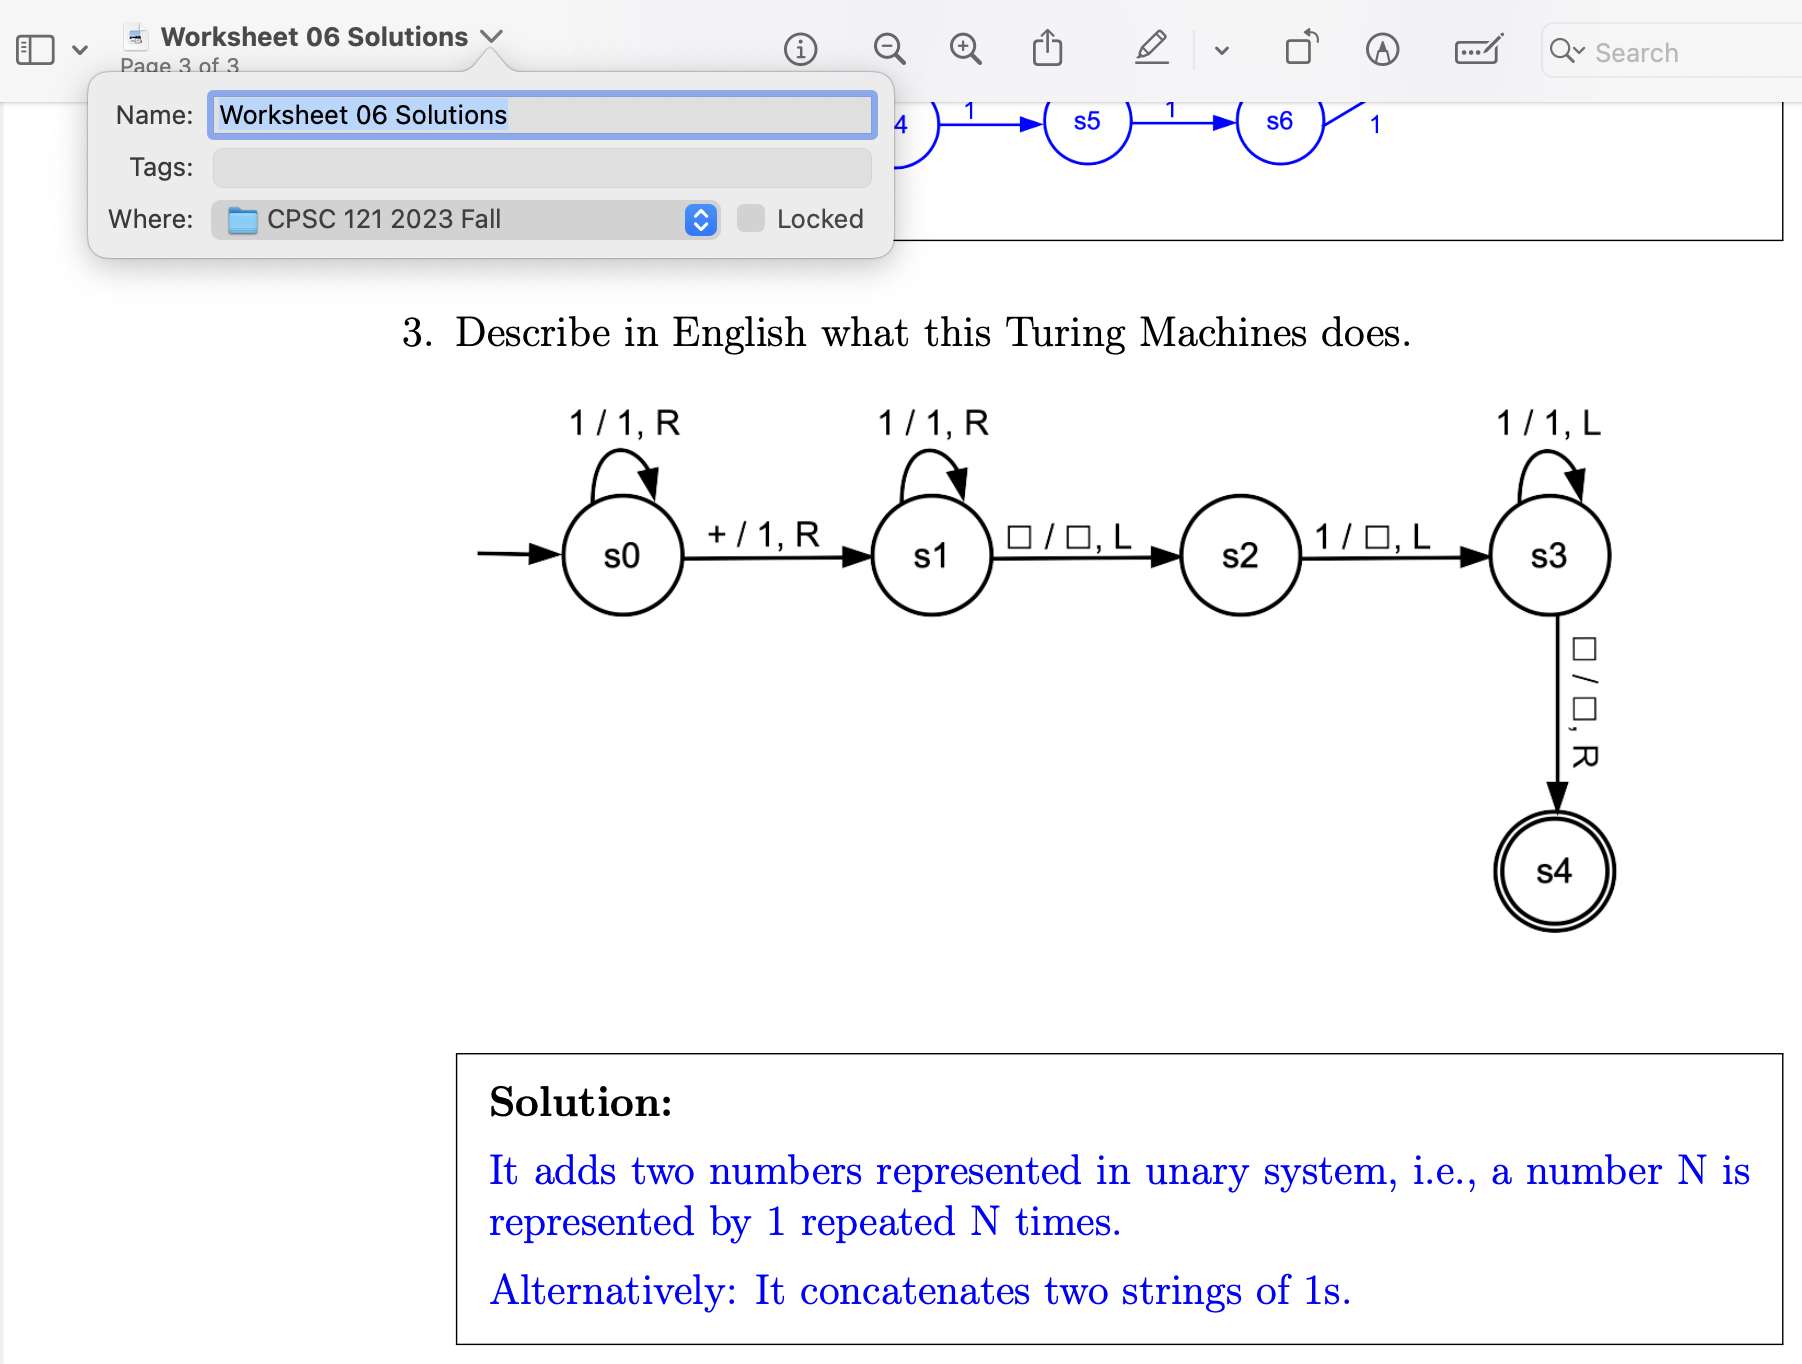 Worksheet 06 Solutions
Page 3 of 3
Search
Name: Worksheet 06 Solutions
Tags:
Where: CPSC 121 2023 Fall Locked
4 1 s5 1 s6 1
3. Describe in English what this Turing Machines does.
1 / 1, R 1 / 1, R 1 / 1, L
+ / 1, R □ / □, L 1 / □, L
s0 s1 s2 s3
□ / □, R
s4
Solution:
It adds two numbers represented in unary system, i.e., a number N is
represented by 1 repeated N times.
Alternatively: It concatenates two strings of 1s.